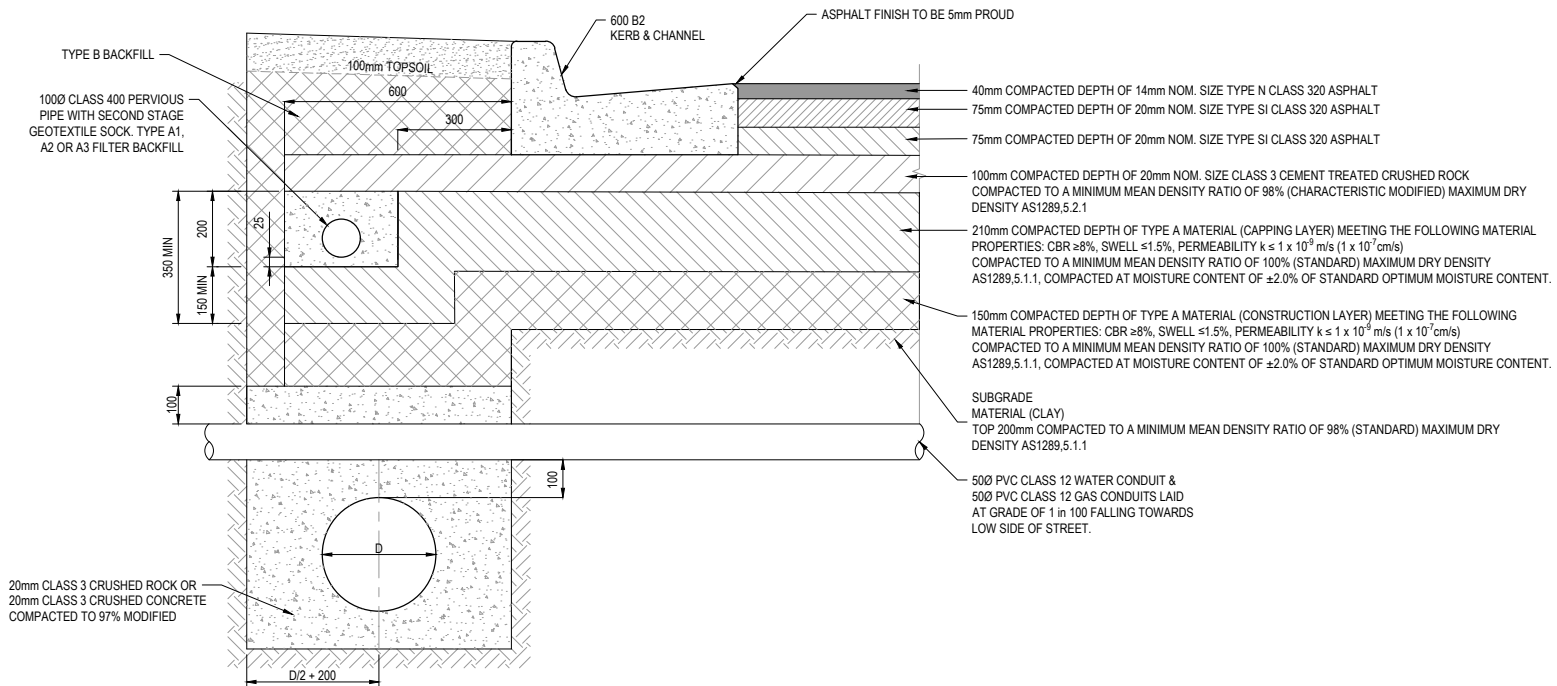 ASPHALT FINISH TO BE 5mm PROUD
600 B2
KERB & CHANNEL
TYPE B BACKFILL
100mm TOPSOIL
600
300
100Ø CLASS 400 PERVIOUS
PIPE WITH SECOND STAGE
GEOTEXTILE SOCK. TYPE A1,
A2 OR A3 FILTER BACKFILL
40mm COMPACTED DEPTH OF 14mm NOM. SIZE TYPE N CLASS 320 ASPHALT
75mm COMPACTED DEPTH OF 20mm NOM. SIZE TYPE SI CLASS 320 ASPHALT
75mm COMPACTED DEPTH OF 20mm NOM. SIZE TYPE SI CLASS 320 ASPHALT
100mm COMPACTED DEPTH OF 20mm NOM. SIZE CLASS 3 CEMENT TREATED CRUSHED ROCK
COMPACTED TO A MINIMUM MEAN DENSITY RATIO OF 98% (CHARACTERISTIC MODIFIED) MAXIMUM DRY
DENSITY AS1289,5.2.1
210mm COMPACTED DEPTH OF TYPE A MATERIAL (CAPPING LAYER) MEETING THE FOLLOWING MATERIAL
PROPERTIES: CBR ≥8%, SWELL ≤1.5%, PERMEABILITY k ≤ 1 x 10⁻⁹ m/s (1 x 10⁻⁷cm/s)
COMPACTED TO A MINIMUM MEAN DENSITY RATIO OF 100% (STANDARD) MAXIMUM DRY DENSITY
AS1289,5.1.1, COMPACTED AT MOISTURE CONTENT OF ±2.0% OF STANDARD OPTIMUM MOISTURE CONTENT.
350 MIN
200
25
150 MIN
150mm COMPACTED DEPTH OF TYPE A MATERIAL (CONSTRUCTION LAYER) MEETING THE FOLLOWING
MATERIAL PROPERTIES: CBR ≥8%, SWELL ≤1.5%, PERMEABILITY k ≤ 1 x 10⁻⁹ m/s (1 x 10⁻⁷cm/s)
COMPACTED TO A MINIMUM MEAN DENSITY RATIO OF 100% (STANDARD) MAXIMUM DRY DENSITY
AS1289,5.1.1, COMPACTED AT MOISTURE CONTENT OF ±2.0% OF STANDARD OPTIMUM MOISTURE CONTENT.
100
SUBGRADE
MATERIAL (CLAY)
TOP 200mm COMPACTED TO A MINIMUM MEAN DENSITY RATIO OF 98% (STANDARD) MAXIMUM DRY
DENSITY AS1289,5.1.1
100
50Ø PVC CLASS 12 WATER CONDUIT &
50Ø PVC CLASS 12 GAS CONDUITS LAID
AT GRADE OF 1 in 100 FALLING TOWARDS
LOW SIDE OF STREET.
D
20mm CLASS 3 CRUSHED ROCK OR
20mm CLASS 3 CRUSHED CONCRETE
COMPACTED TO 97% MODIFIED
D/2 + 200